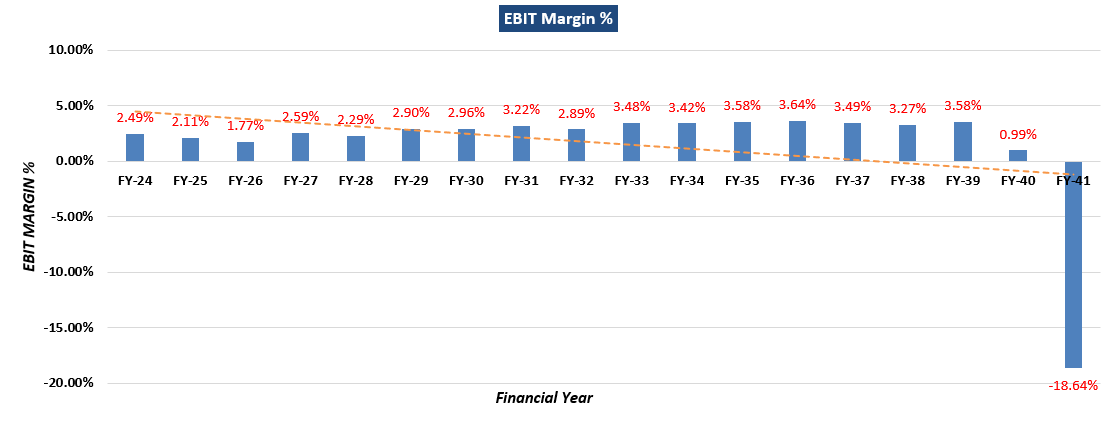 EBIT Margin %
10.00%
5.00%
0.00%
-5.00%
-10.00%
-15.00%
-20.00%
EBIT MARGIN %
2.49% 2.11% 1.77% 2.59% 2.29% 2.90% 2.96% 3.22% 2.89% 3.48% 3.42% 3.58% 3.64% 3.49% 3.27% 3.58% 0.99%
FY-24 FY-25 FY-26 FY-27 FY-28 FY-29 FY-30 FY-31 FY-32 FY-33 FY-34 FY-35 FY-36 FY-37 FY-38 FY-39 FY-40 FY-41
-18.64%
Financial Year